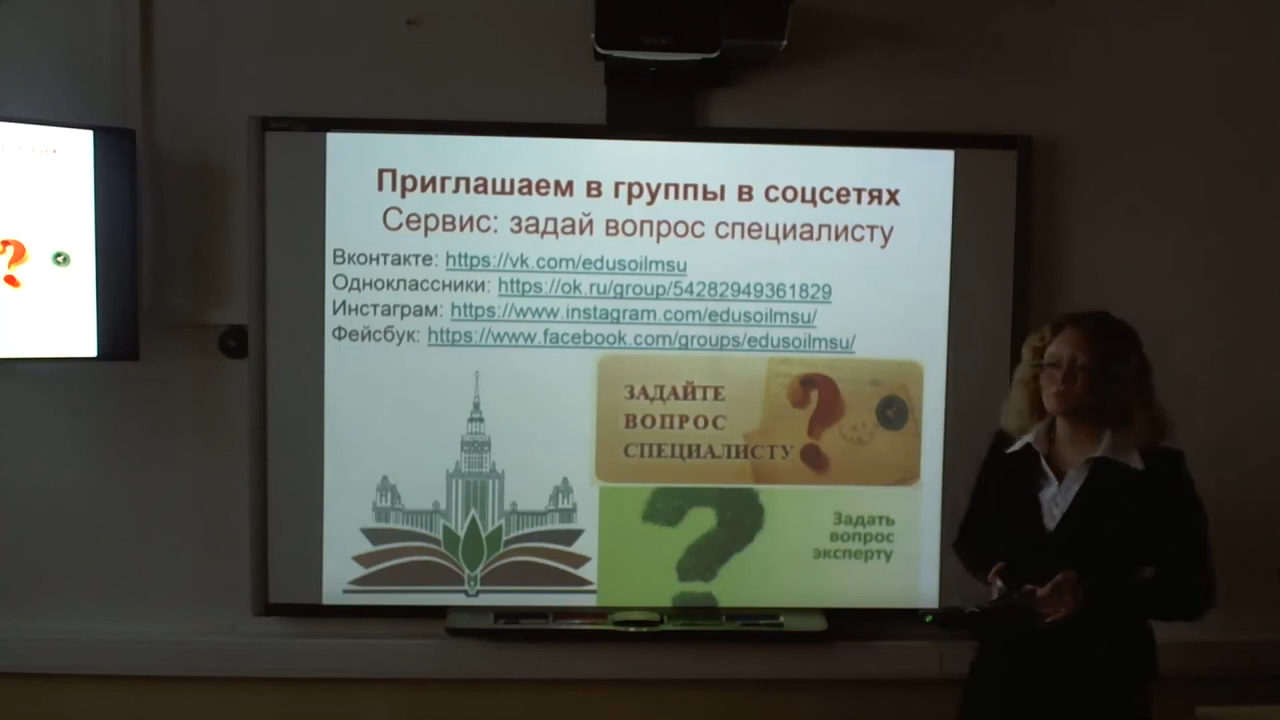 Приглашаем в группы в соцсетях
Сервис: задай вопрос специалисту
Вконтакте: https://vk.com/edusoilmsu
Одноклассники: https://ok.ru/group/54282949361829
Инстаграм: https://www.instagram.com/edusoilmsu/
Фейсбук: https://www.facebook.com/groups/edusoilmsu/
ЗАДАЙТЕ
ВОПРОС
СПЕЦИАЛИСТУ
Задать
вопрос
эксперту